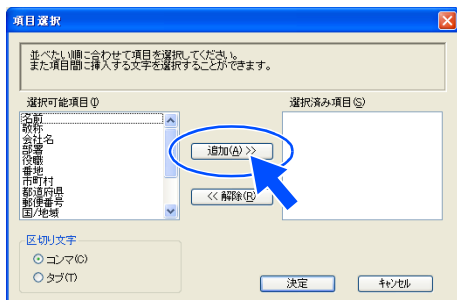 項目選択
並べたい順に合わせて項目を選択してください。
また項目間に挿入する文字を選択することができます。
選択可能項目(I)
選択済み項目(S)
名前
敬称
会社名
部署
役職
番地
市町村
都道府県
郵便番号
国/地域
追加(A) >>
<< 解除(R)
区切り文字
コンマ(C)
タブ(T)
決定
キャンセル